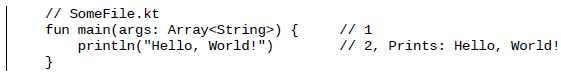 // SomeFile.kt
fun main(args: Array<String>) {     // 1
    println("Hello, World!")        // 2, Prints: Hello, World!
}